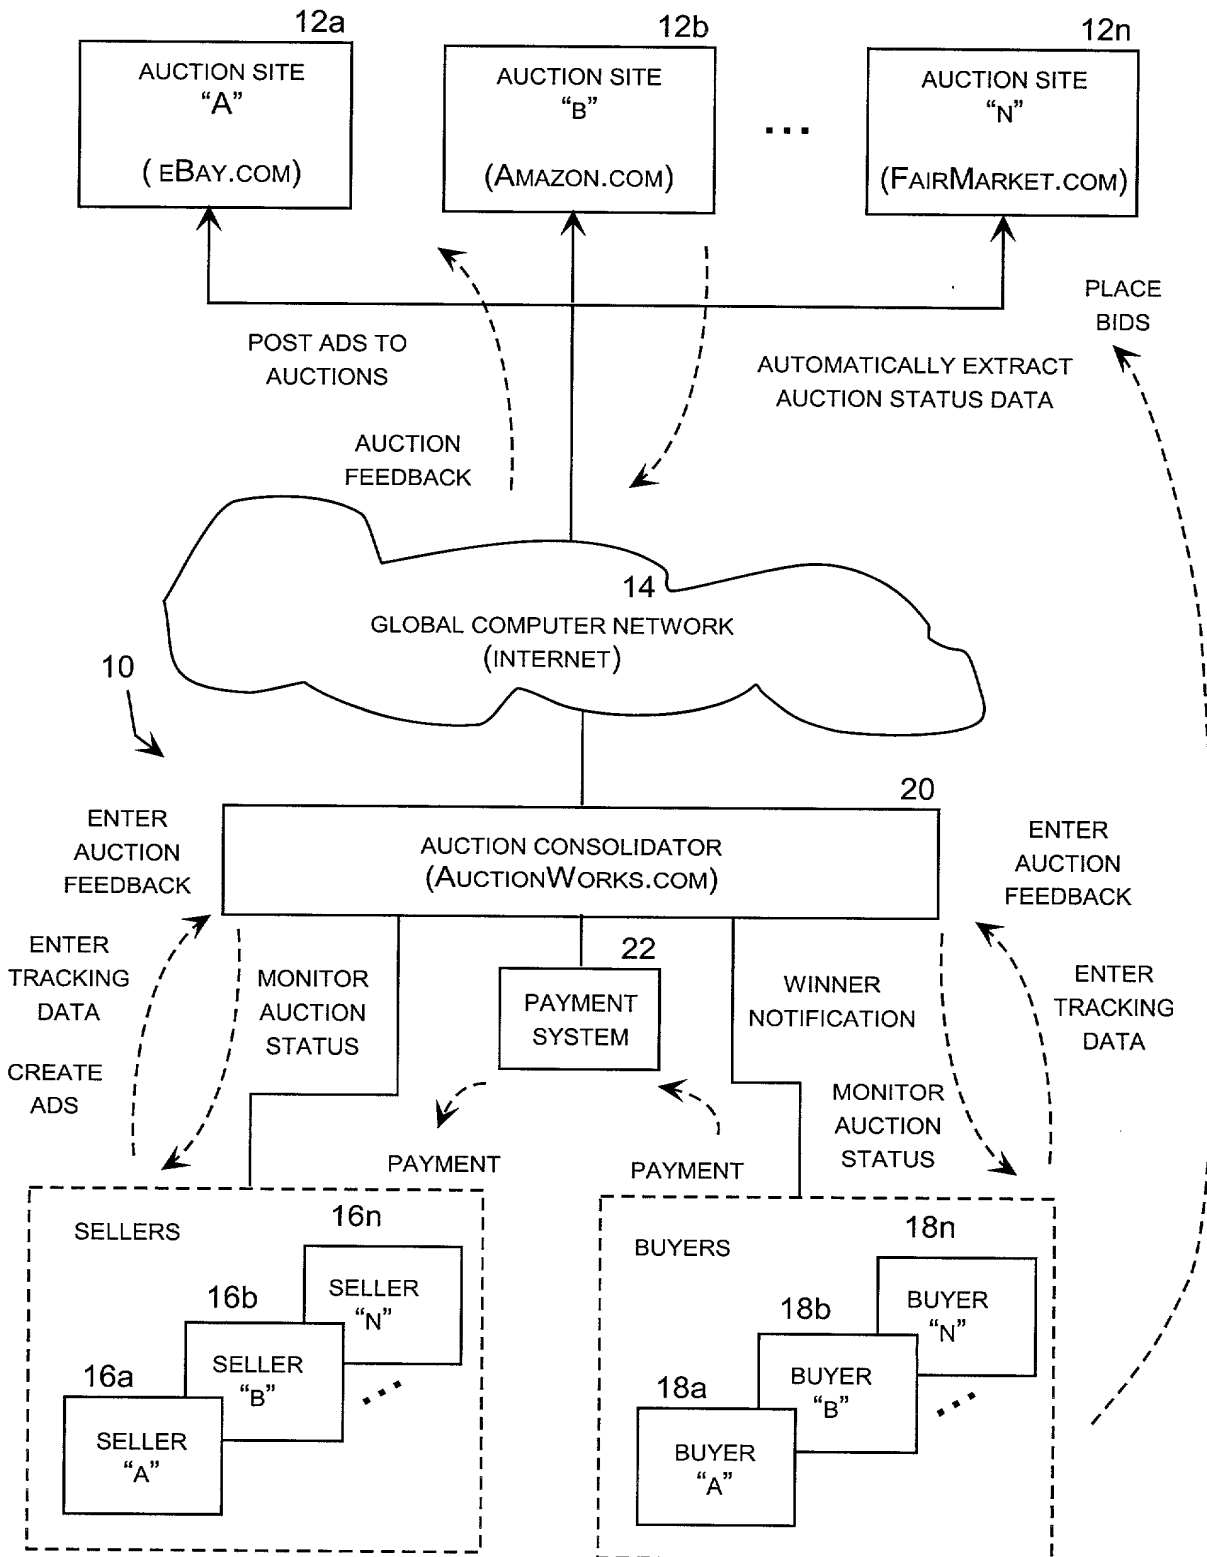 12a
12b
12n
AUCTION SITE
“A”
(EBAY.COM)
AUCTION SITE
“B”
(AMAZON.COM)
...
AUCTION SITE
“N”
(FAIRMARKET.COM)
PLACE
BIDS
POST ADS TO
AUCTIONS
AUTOMATICALLY EXTRACT
AUCTION STATUS DATA
AUCTION
FEEDBACK
14
GLOBAL COMPUTER NETWORK
(INTERNET)
10
20
ENTER
AUCTION
FEEDBACK
AUCTION CONSOLIDATOR
(AUCTIONWORKS.COM)
ENTER
AUCTION
FEEDBACK
ENTER
TRACKING
DATA
MONITOR
AUCTION
STATUS
22
PAYMENT
SYSTEM
WINNER
NOTIFICATION
ENTER
TRACKING
DATA
CREATE
ADS
MONITOR
AUCTION
STATUS
PAYMENT
PAYMENT
SELLERS
16n
SELLER
“N”
16b
SELLER
“B”
16a
SELLER
“A”
....
BUYERS
18n
BUYER
“N”
18b
BUYER
“B”
18a
BUYER
“A”
....